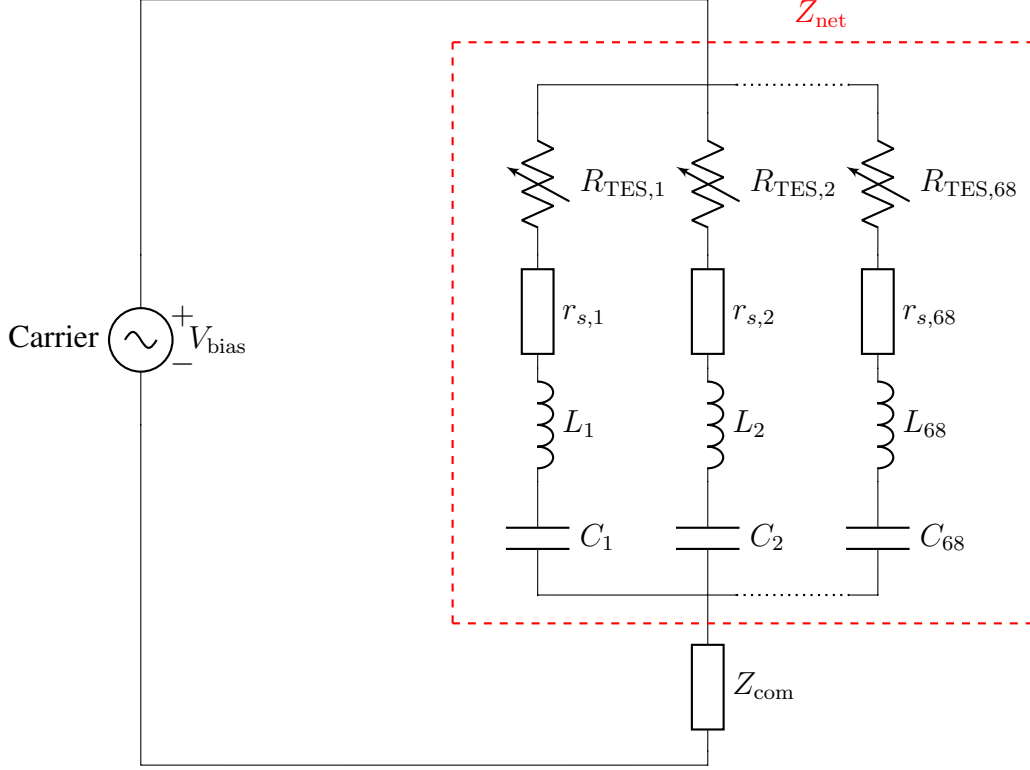 Z_net
R_TES,1
R_TES,2
R_TES,68
r_s,1
r_s,2
r_s,68
Carrier
+
V_bias
−
L_1
L_2
L_68
C_1
C_2
C_68
Z_com